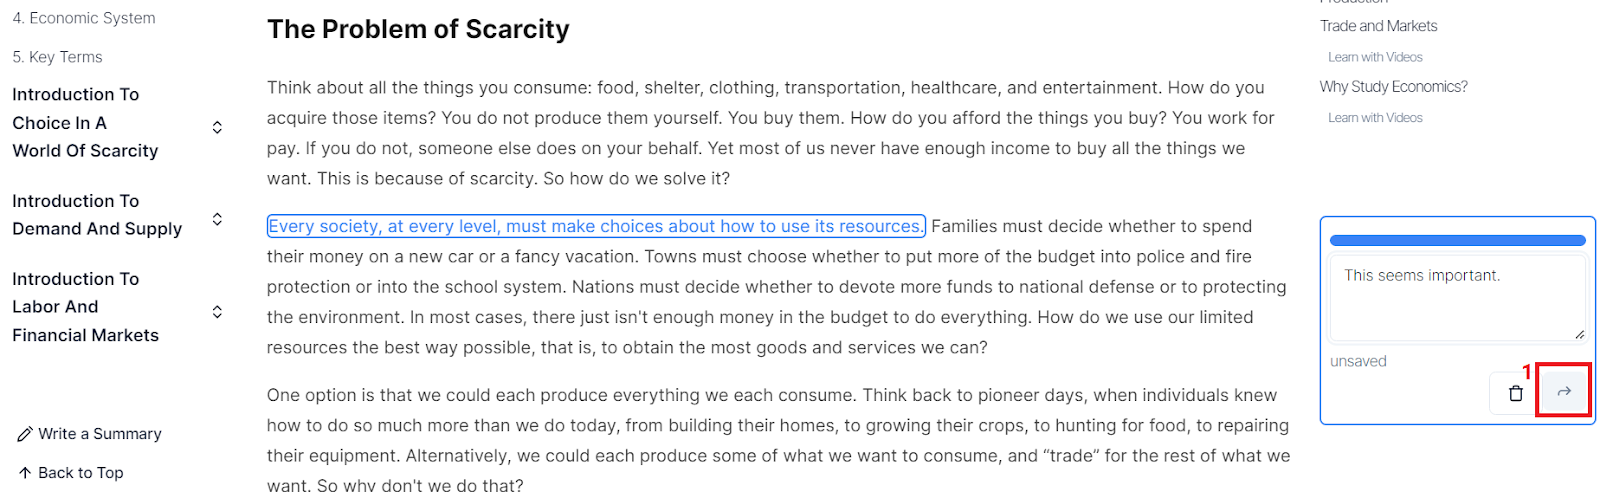 4. Economic System
5. Key Terms
Introduction To
Choice In A
World Of Scarcity
Introduction To
Demand And Supply
Introduction To
Labor And
Financial Markets
Write a Summary
Back to Top
The Problem of Scarcity
Think about all the things you consume: food, shelter, clothing, transportation, healthcare, and entertainment. How do you
acquire those items? You do not produce them yourself. You buy them. How do you afford the things you buy? You work for
pay. If you do not, someone else does on your behalf. Yet most of us never have enough income to buy all the things we
want. This is because of scarcity. So how do we solve it?
Every society, at every level, must make choices about how to use its resources. Families must decide whether to spend
their money on a new car or a fancy vacation. Towns must choose whether to put more of the budget into police and fire
protection or into the school system. Nations must decide whether to devote more funds to national defense or to protecting
the environment. In most cases, there just isn't enough money in the budget to do everything. How do we use our limited
resources the best way possible, that is, to obtain the most goods and services we can?
One option is that we could each produce everything we each consume. Think back to pioneer days, when individuals knew
how to do so much more than we do today, from building their homes, to growing their crops, to hunting for food, to repairing
their equipment. Alternatively, we could each produce some of what we want to consume, and “trade” for the rest of what we
want. So why don't we do that?
Production
Trade and Markets
Learn with Videos
Why Study Economics?
Learn with Videos
This seems important.
unsaved
1